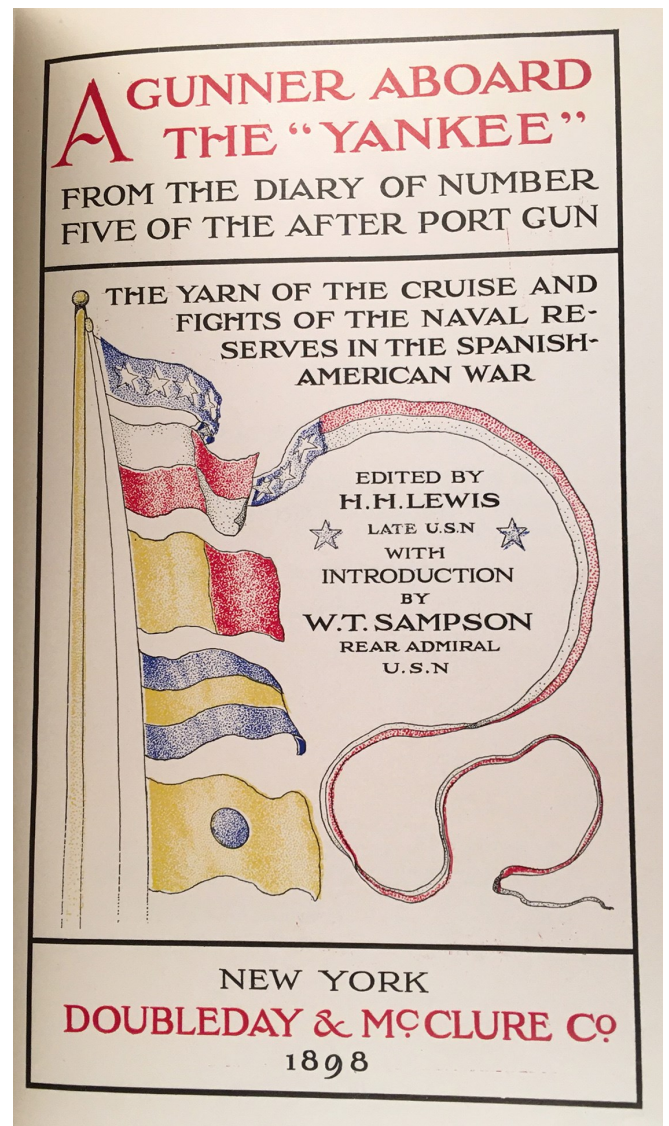 A GUNNER ABOARD
THE "YANKEE"
FROM THE DIARY OF NUMBER
FIVE OF THE AFTER PORT GUN
THE YARN OF THE CRUISE AND
FIGHTS OF THE NAVAL RE-
SERVES IN THE SPANISH-
AMERICAN WAR
EDITED BY
H.H.LEWIS
LATE U.S.N
WITH
INTRODUCTION
BY
W.T. SAMPSON
REAR ADMIRAL
U.S.N
NEW YORK
DOUBLEDAY & McCLURE Co
1898